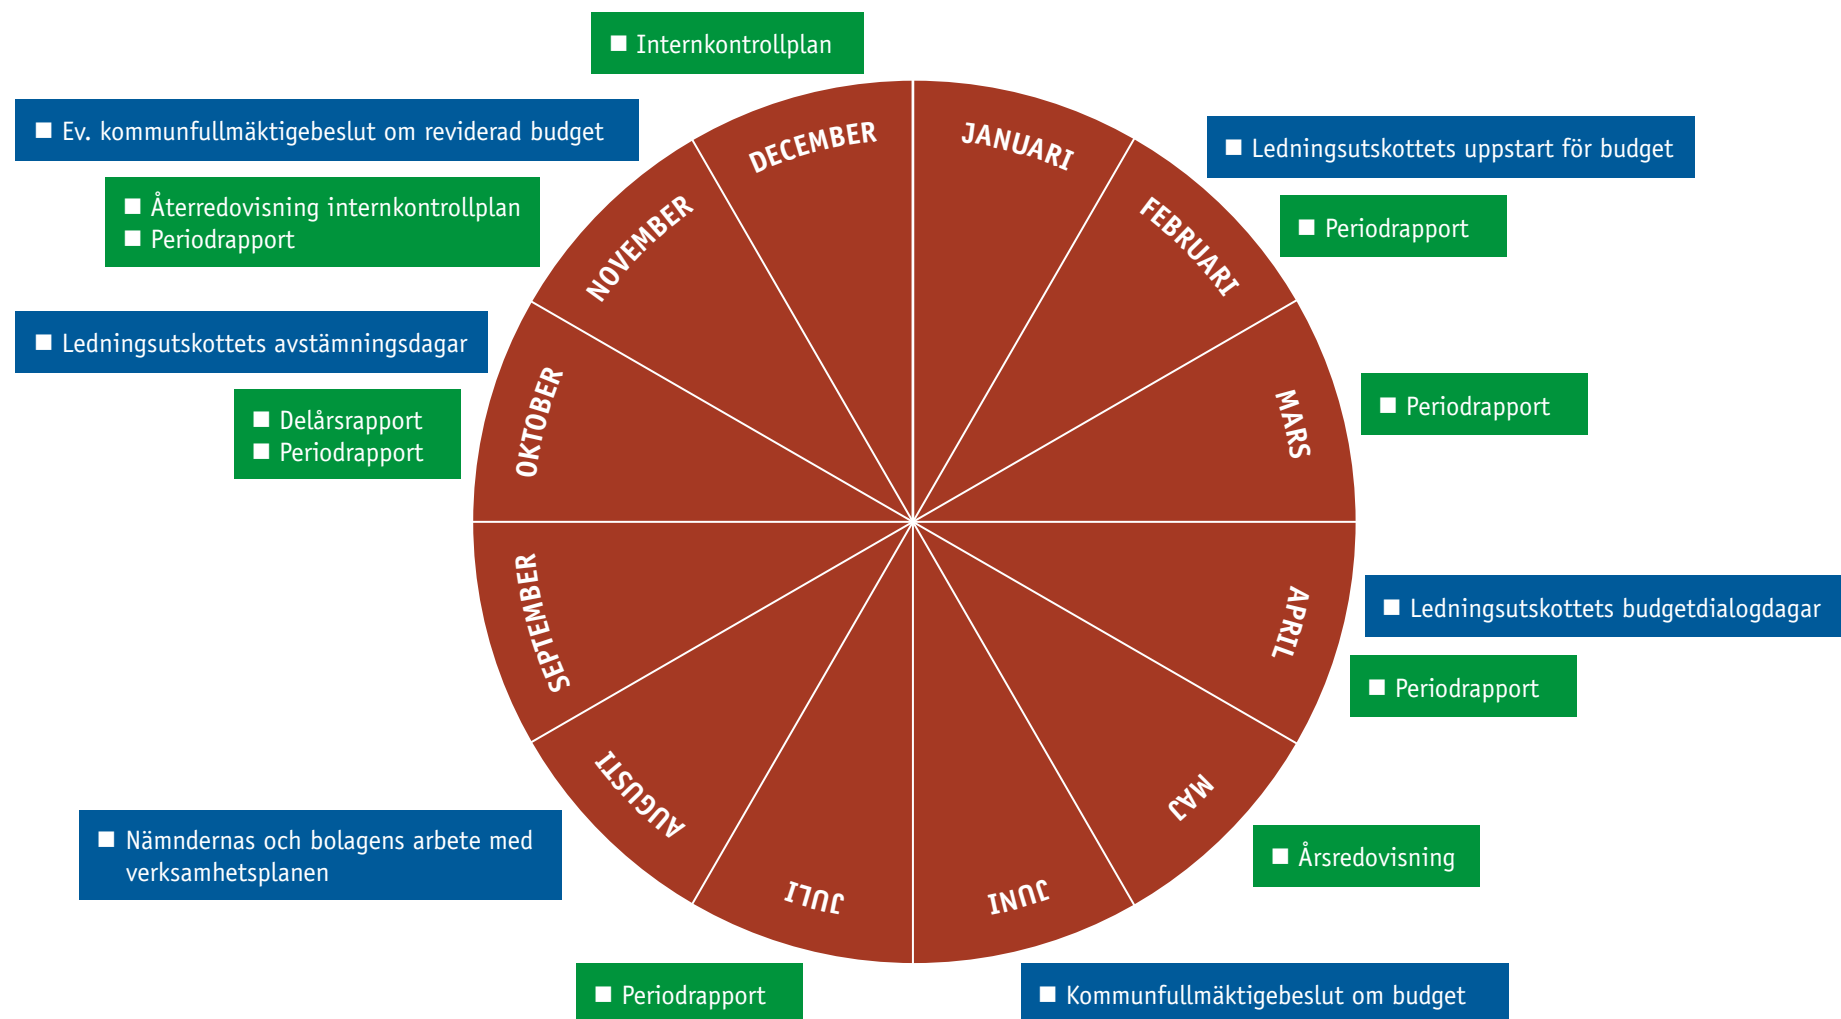 Internkontrollplan
Ev. kommunfullmäktigebeslut om reviderad budget
Återredovisning internkontrollplan
Periodrapport
Ledningsutskottets avstämningsdagar
Delårsrapport
Periodrapport
Nämndernas och bolagens arbete med
verksamhetsplanen
Periodrapport
JANUARI
FEBRUARI
MARS
APRIL
MAJ
JUNI
JULI
AUGUSTI
SEPTEMBER
OKTOBER
NOVEMBER
DECEMBER
Ledningsutskottets uppstart för budget
Periodrapport
Periodrapport
Ledningsutskottets budgetdialogdagar
Periodrapport
Årsredovisning
Kommunfullmäktigebeslut om budget